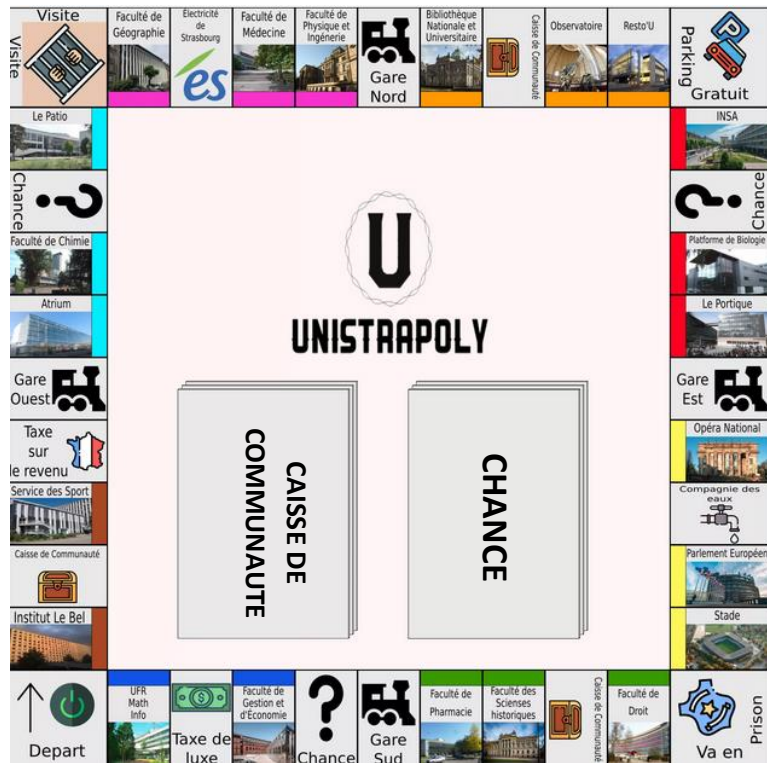 Visite
Visite
Faculté de
Géographie
Électricité
de
Strasbourg
es
Faculté de
Médecine
Faculté de
Physique et
Ingénerie
Gare
Nord
Bibliothèque
Nationale et
Universitaire
Caisse de
Communauté
Observatoire
Resto'U
Parking
Gratuit
Le Patio
INSA
Chance
Chance
Faculté de Chimie
Platforme de Biologie
Atrium
Le Portique
U
UNISTRAPOLY
Gare
Ouest
Gare
Est
Taxe
sur
le revenu
Opéra National
Service des Sport
Compagnie des
eaux
Caisse de Communauté
Parlement Européen
Institut Le Bel
Stade
CAISSE DE
COMMUNAUTE
CHANCE
Depart
UFR
Math
Info
Taxe de
luxe
Faculté de
Gestion et
d'Économie
Chance
Gare
Sud
Faculté de
Pharmacie
Faculté des
Scienses
historiques
Caisse de Communauté
Faculté de
Droit
Va en
Prison